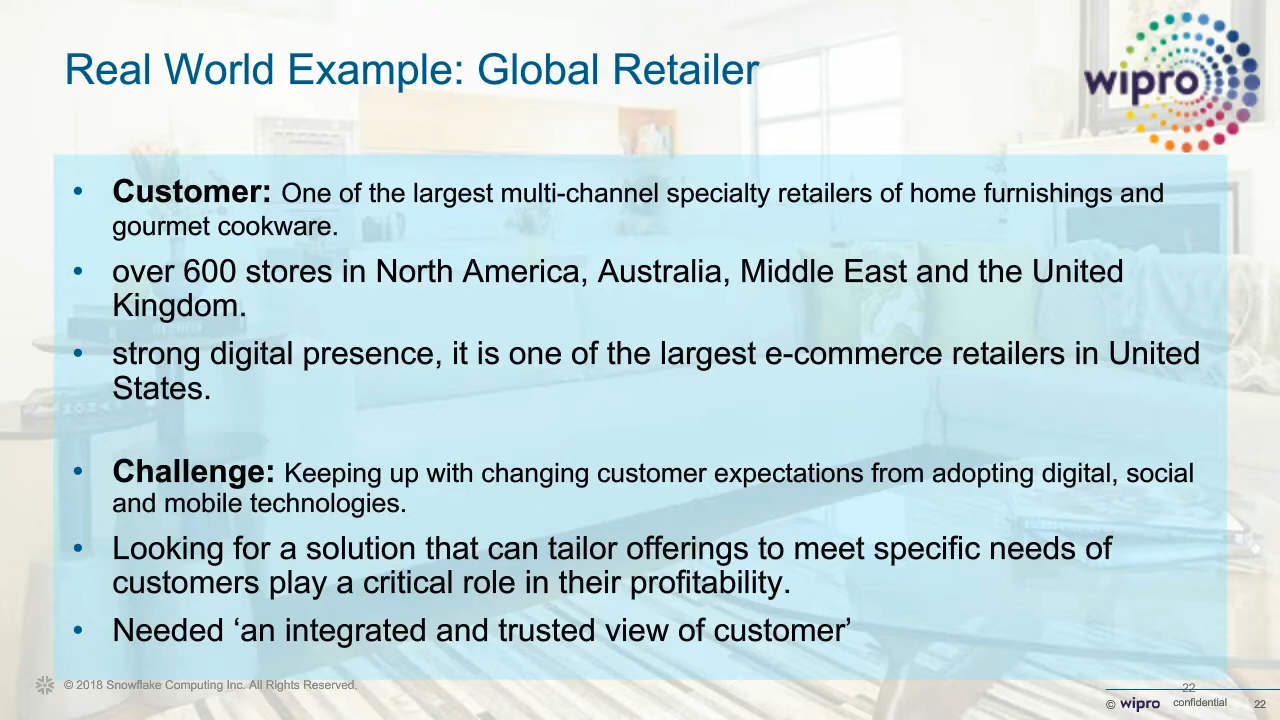 Real World Example: Global Retailer
wipro
• Customer: One of the largest multi-channel specialty retailers of home furnishings and
gourmet cookware.
• over 600 stores in North America, Australia, Middle East and the United
Kingdom.
• strong digital presence, it is one of the largest e-commerce retailers in United
States.
• Challenge: Keeping up with changing customer expectations from adopting digital, social
and mobile technologies.
• Looking for a solution that can tailor offerings to meet specific needs of
customers play a critical role in their profitability.
• Needed ‘an integrated and trusted view of customer’
© 2018 Snowflake Computing Inc. All Rights Reserved.
22
© wipro confidential 22